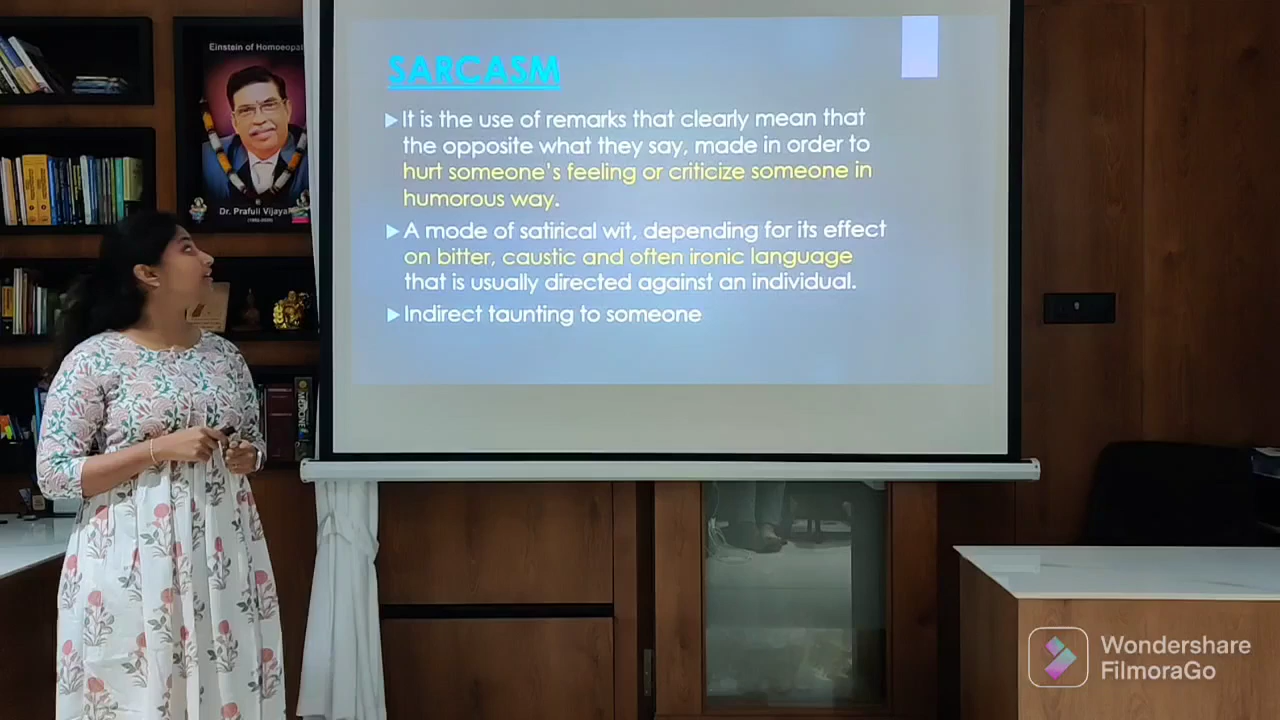 Einstein of Homoeopat
Dr. Prafull Vijayak
SARCASM
It is the use of remarks that clearly mean that
the opposite what they say, made in order to
hurt someone's feeling or criticize someone in
humorous way.
A mode of satirical wit, depending for its effect
on bitter, caustic and often ironic language
that is usually directed against an individual.
Indirect taunting to someone
MEDICINE
Wondershare
FilmoraGo